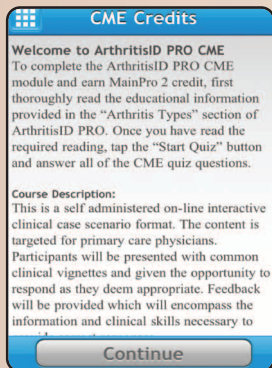 CME Credits
Welcome to ArthritisID PRO CME
To complete the ArthritisID PRO CME
module and earn MainPro 2 credit, first
thoroughly read the educational information
provided in the "Arthritis Types" section of
ArthritisID PRO. Once you have read the
required reading, tap the "Start Quiz" button
and answer all of the CME quiz questions.
Course Description:
This is a self administered on-line interactive
clinical case scenario format. The content is
targeted for primary care physicians.
Participants will be presented with common
clinical vignettes and given the opportunity to
respond as they deem appropriate. Feedback
will be provided which will encompass the
information and clinical skills necessary to
Continue